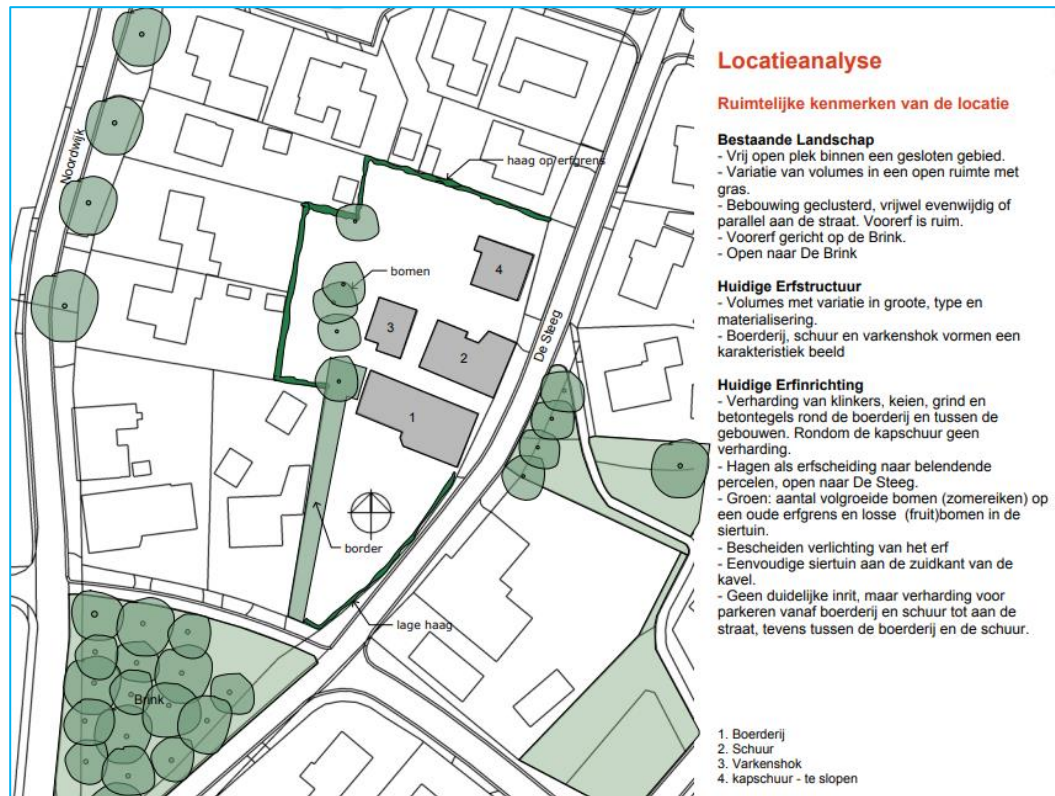 Noordwijk
haag op erfgrens
bomen
4
3
2
1
De Steeg
border
lage haag
Brink
Locatieanalyse
Ruimtelijke kenmerken van de locatie
Bestaande Landschap
- Vrij open plek binnen een gesloten gebied.
- Variatie van volumes in een open ruimte met
gras.
- Bebouwing geclusterd, vrijwel evenwijdig of
parallel aan de straat. Voorerf is ruim.
- Voorerf gericht op de Brink.
- Open naar De Brink
Huidige Erfstructuur
- Volumes met variatie in groote, type en
materialisering.
- Boerderij, schuur en varkenshok vormen een
karakteristiek beeld
Huidige Erfinrichting
- Verharding van klinkers, keien, grind en
betontegels rond de boerderij en tussen de
gebouwen. Rondom de kapschuur geen
verharding.
- Hagen als erfscheiding naar belendende
percelen, open naar De Steeg.
- Groen: aantal volgroeide bomen (zomereiken) op
een oude erfgrens en losse (fruit)bomen in de
siertuin.
- Bescheiden verlichting van het erf
- Eenvoudige siertuin aan de zuidkant van de
kavel.
- Geen duidelijke inrit, maar verharding voor
parkeren vanaf boerderij en schuur tot aan de
straat, tevens tussen de boerderij en de schuur.
1. Boerderij
2. Schuur
3. Varkenshok
4. kapschuur - te slopen